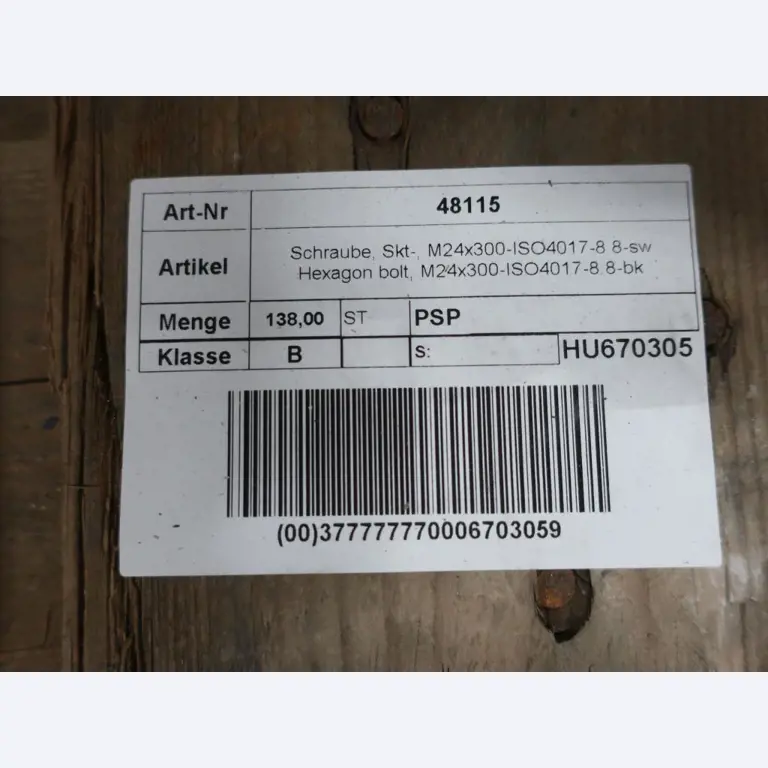 Art-Nr 48115
Artikel Schraube, Skt-, M24x300-ISO4017-8.8-sw
Hexagon bolt, M24x300-ISO4017-8.8-bk
Menge 138,00 ST PSP
Klasse B S: HU670305
(00)377777770006703059